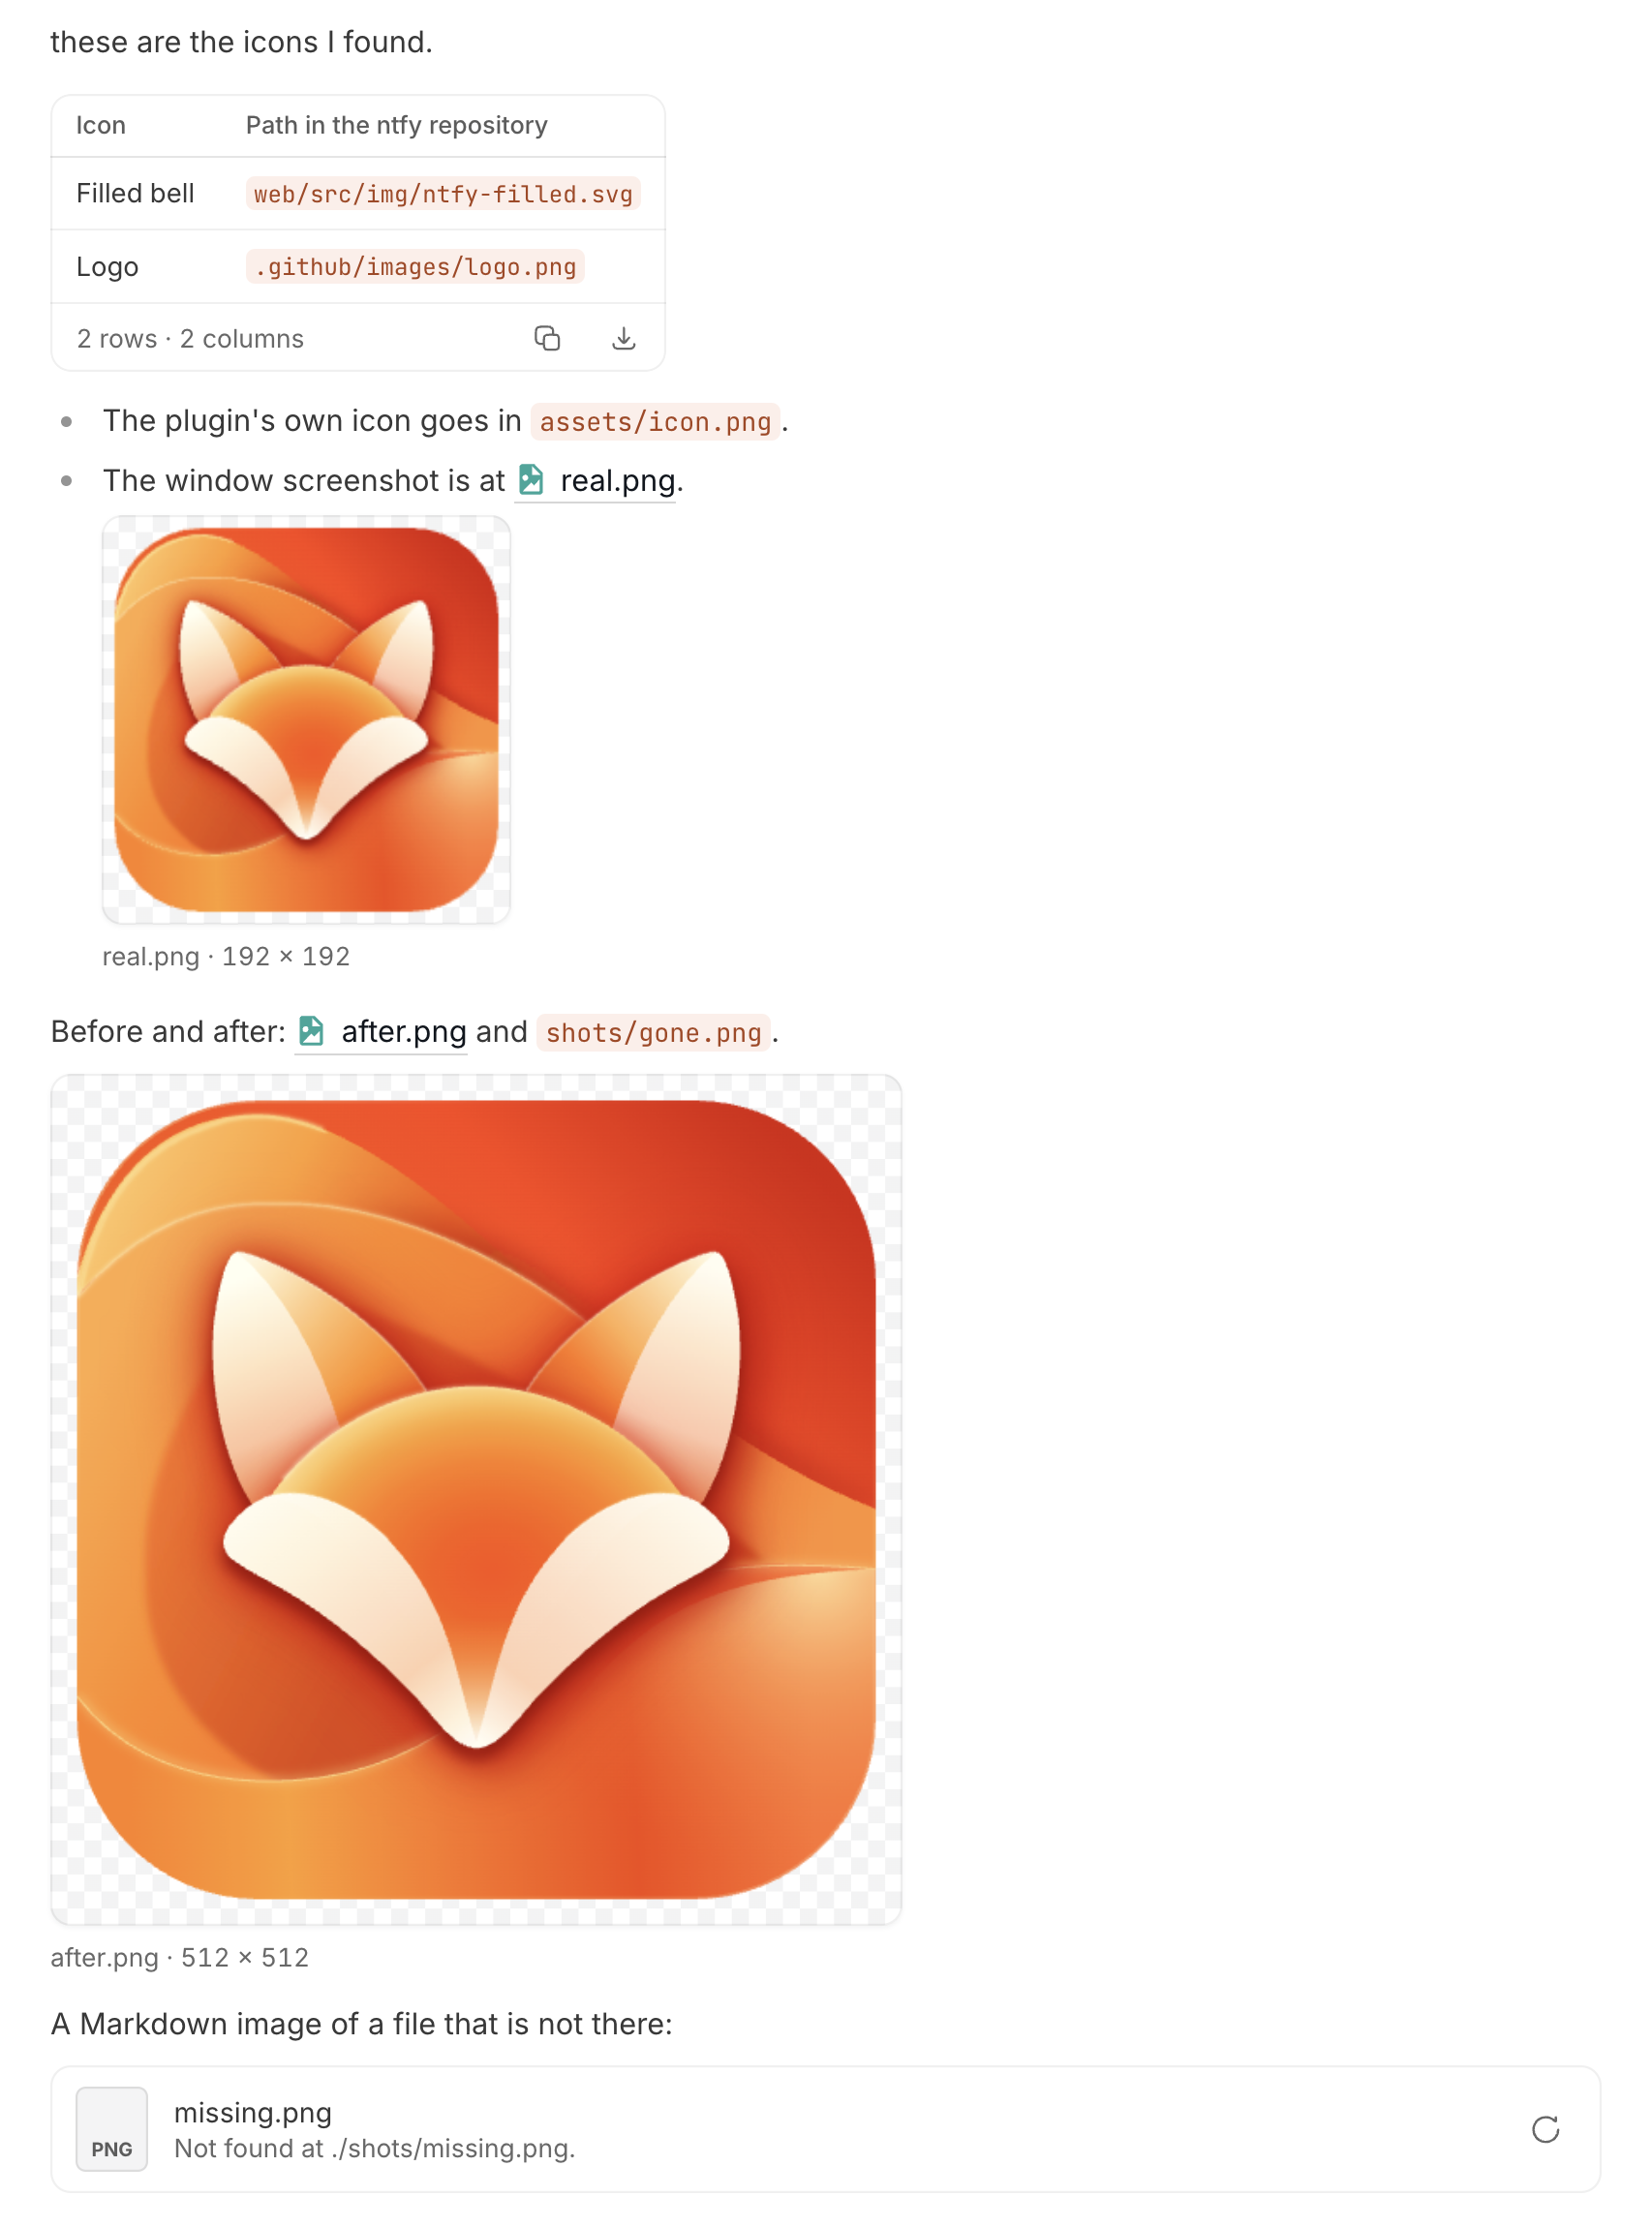 these are the icons I found.
Icon Path in the ntfy repository
Filled bell web/src/img/ntfy-filled.svg
Logo .github/images/logo.png
2 rows · 2 columns
• The plugin's own icon goes in assets/icon.png.
• The window screenshot is at real.png.
real.png · 192 × 192
Before and after: after.png and shots/gone.png.
after.png · 512 × 512
A Markdown image of a file that is not there:
PNG
missing.png
Not found at ./shots/missing.png.